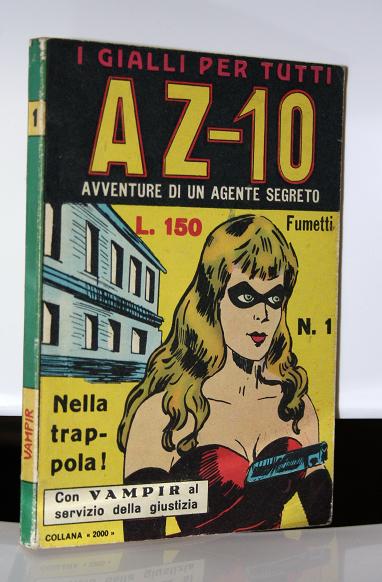 I GIALLI PER TUTTI
AZ-10
AVVENTURE DI UN AGENTE SEGRETO
L. 150
Fumetti
N. 1
Nella
trap-
pola!
Con VAMPIR al
servizio della giustizia
COLLANA « 2000 »
1
VAMPIR